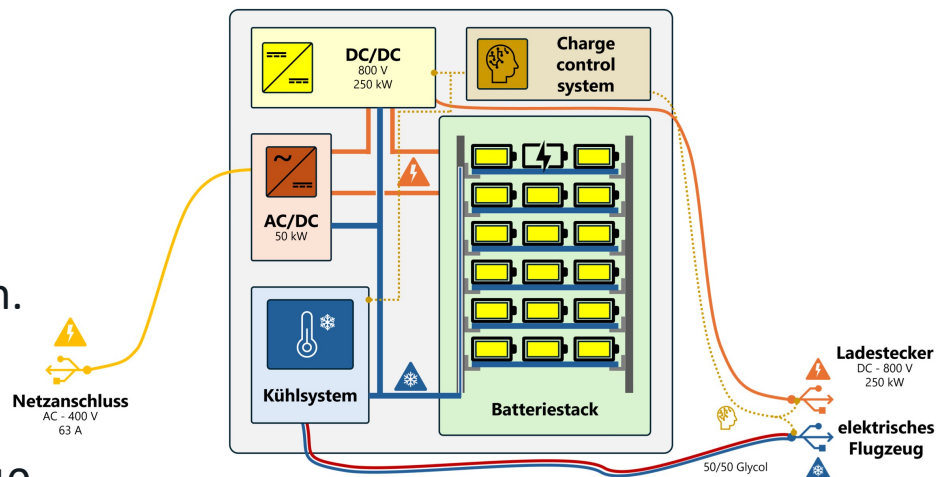 DC/DC
800 V
250 kW
Charge
control
system
AC/DC
50 kW
n.
Kühlsystem
Batteriestack
Netzanschluss
AC - 400 V
63 A
Ladestecker
DC - 800 V
250 kW
elektrisches
Flugzeug
50/50 Glycol